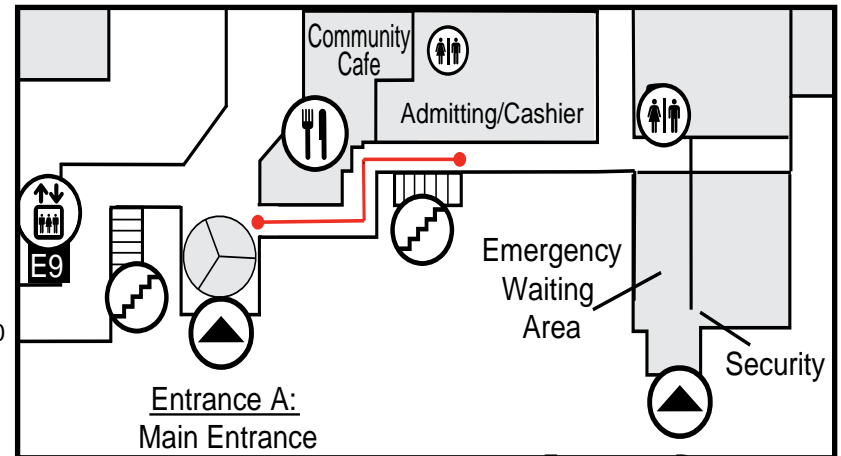 Community
Cafe
Admitting/Cashier
E9
Emergency
Waiting
Area
Security
Entrance A:
Main Entrance